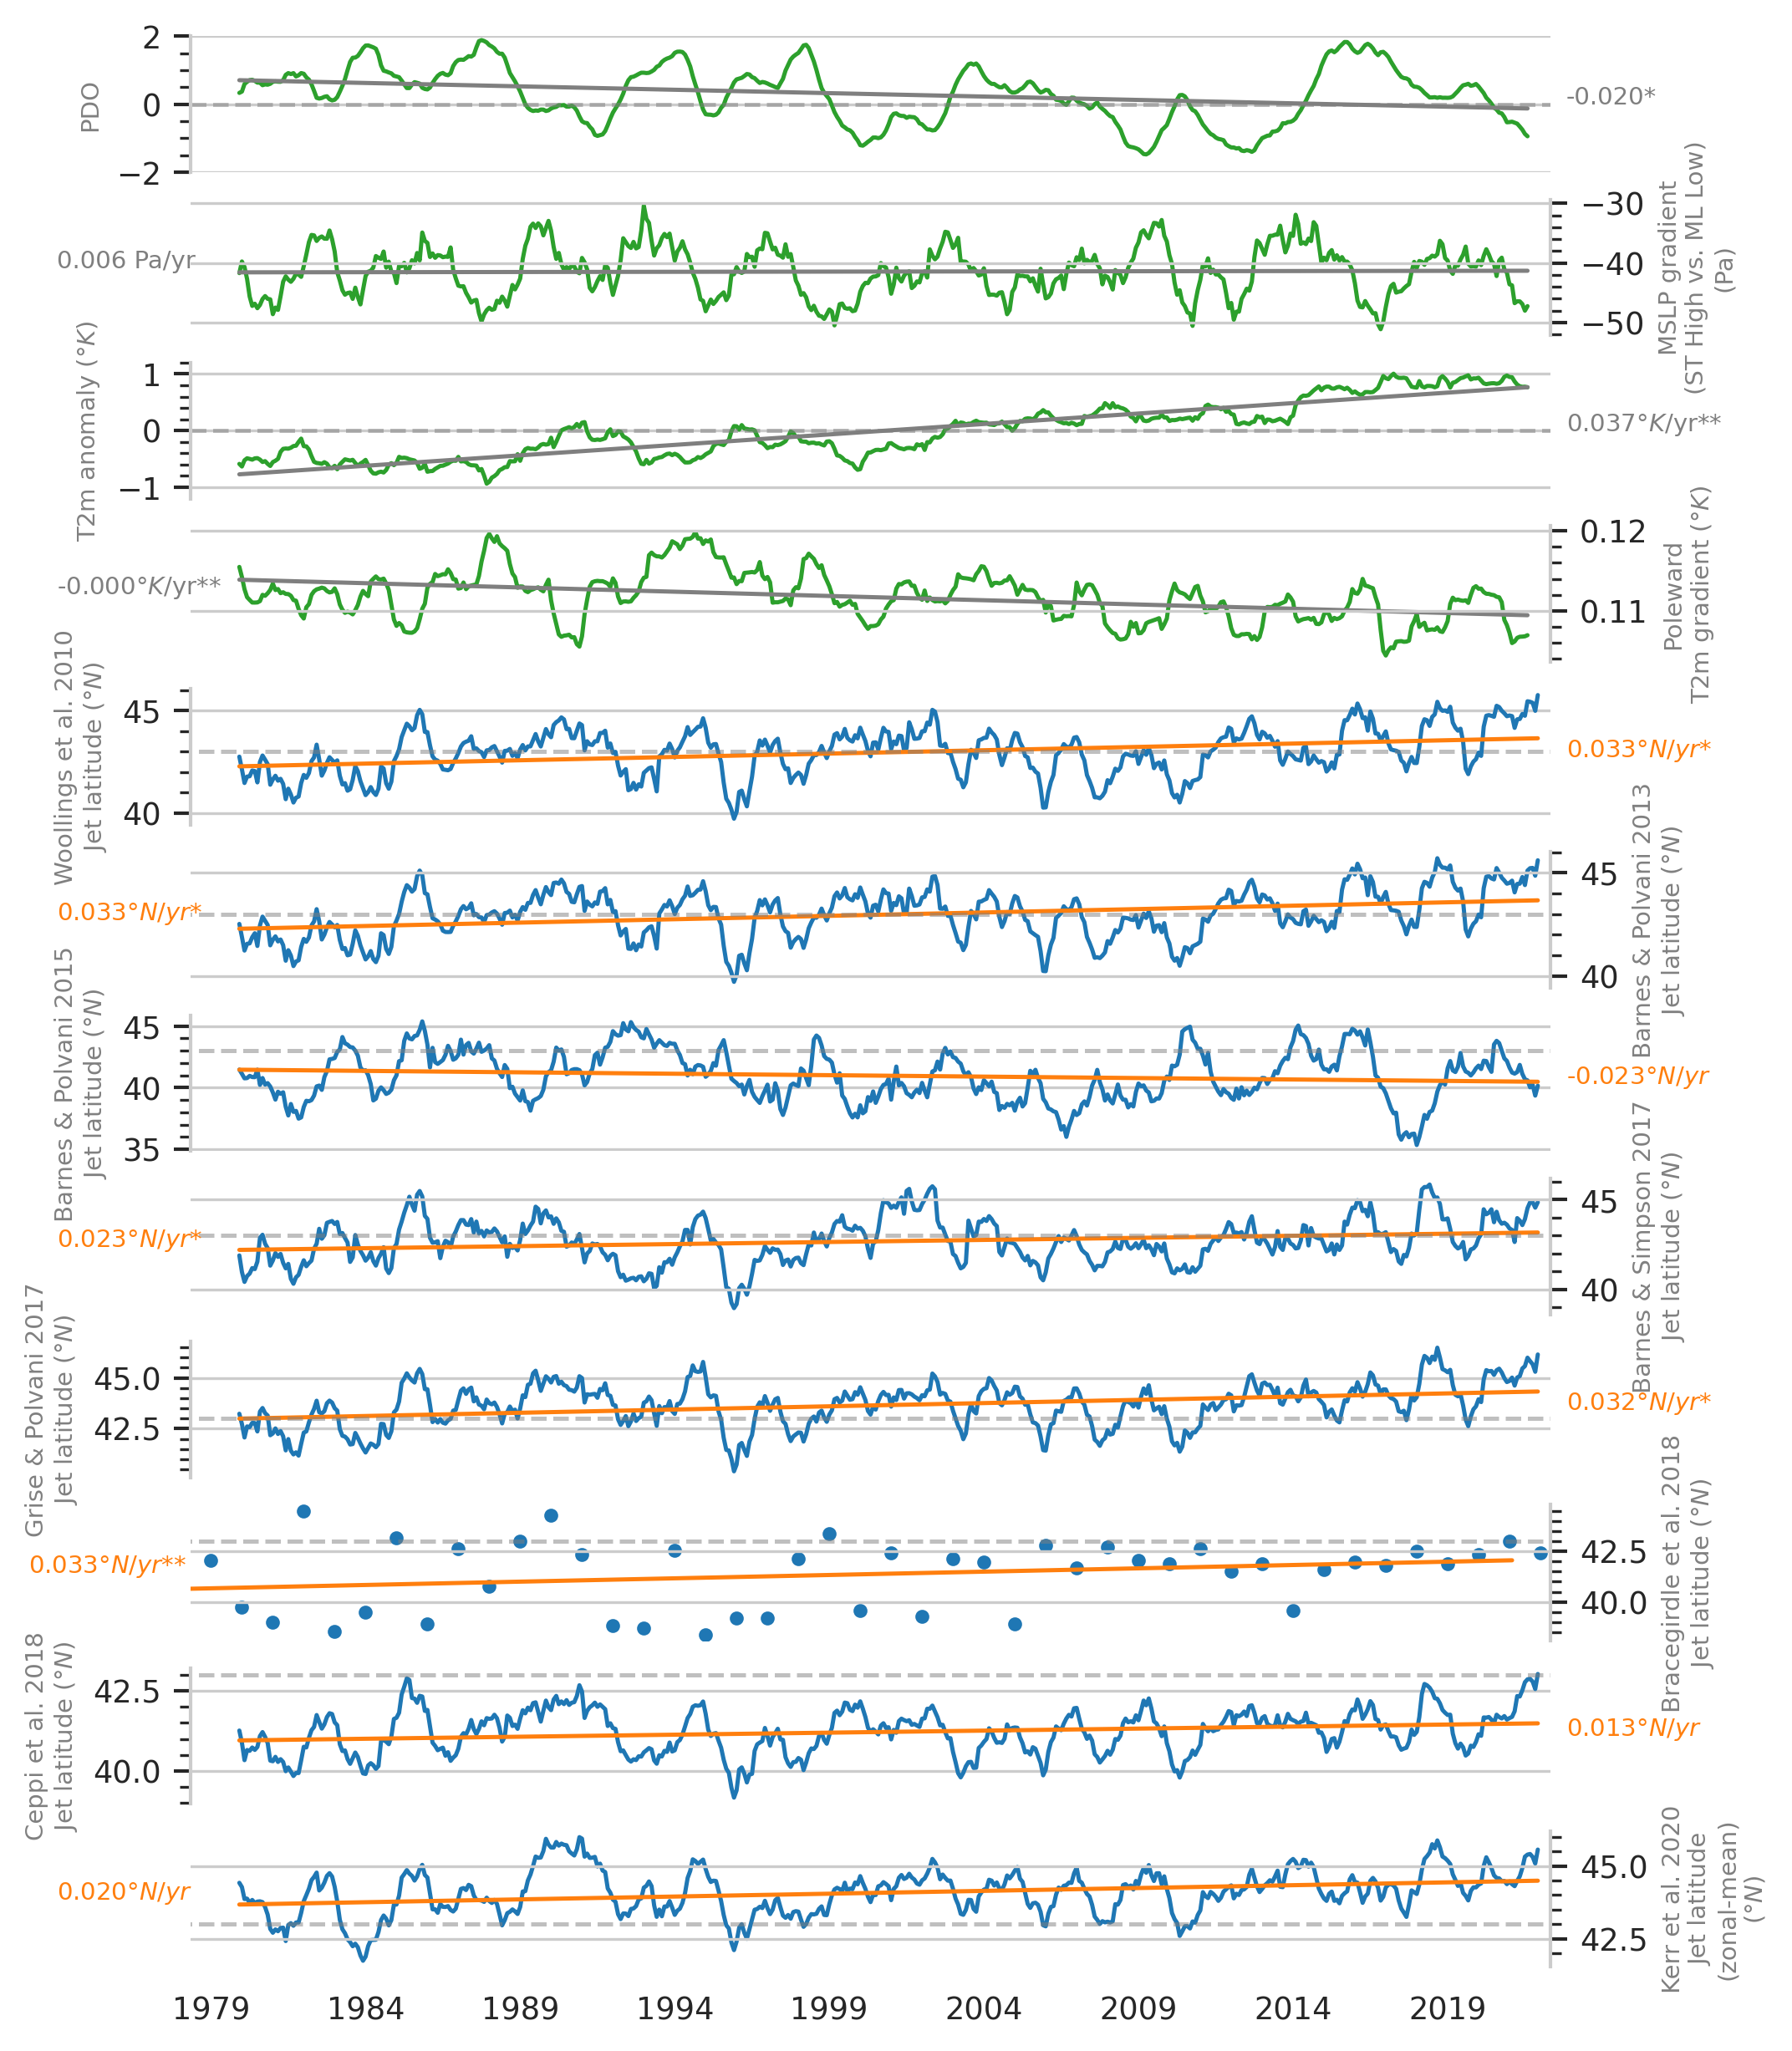 PDO
2
0
−2
-0.020*
0.006 Pa/yr
−30
−40
−50
MSLP gradient
(ST High vs. ML Low)
(Pa)
T2m anomaly (°K)
1
0
−1
0.037°K/yr**
-0.000°K/yr**
0.12
0.11
Poleward
T2m gradient (°K)
Woollings et al. 2010
Jet latitude (°N)
45
40
0.033°N/yr*
0.033°N/yr*
45
40
Barnes & Polvani 2013
Jet latitude (°N)
Barnes & Polvani 2015
Jet latitude (°N)
45
40
35
-0.023°N/yr
0.023°N/yr*
45
40
Barnes & Simpson 2017
Jet latitude (°N)
Grise & Polvani 2017
Jet latitude (°N)
45.0
42.5
0.032°N/yr*
0.033°N/yr**
42.5
40.0
Bracegirdle et al. 2018
Jet latitude (°N)
Ceppi et al. 2018
Jet latitude (°N)
42.5
40.0
0.013°N/yr
0.020°N/yr
45.0
42.5
Kerr et al. 2020
Jet latitude
(zonal-mean)
(°N)
1979 1984 1989 1994 1999 2004 2009 2014 2019